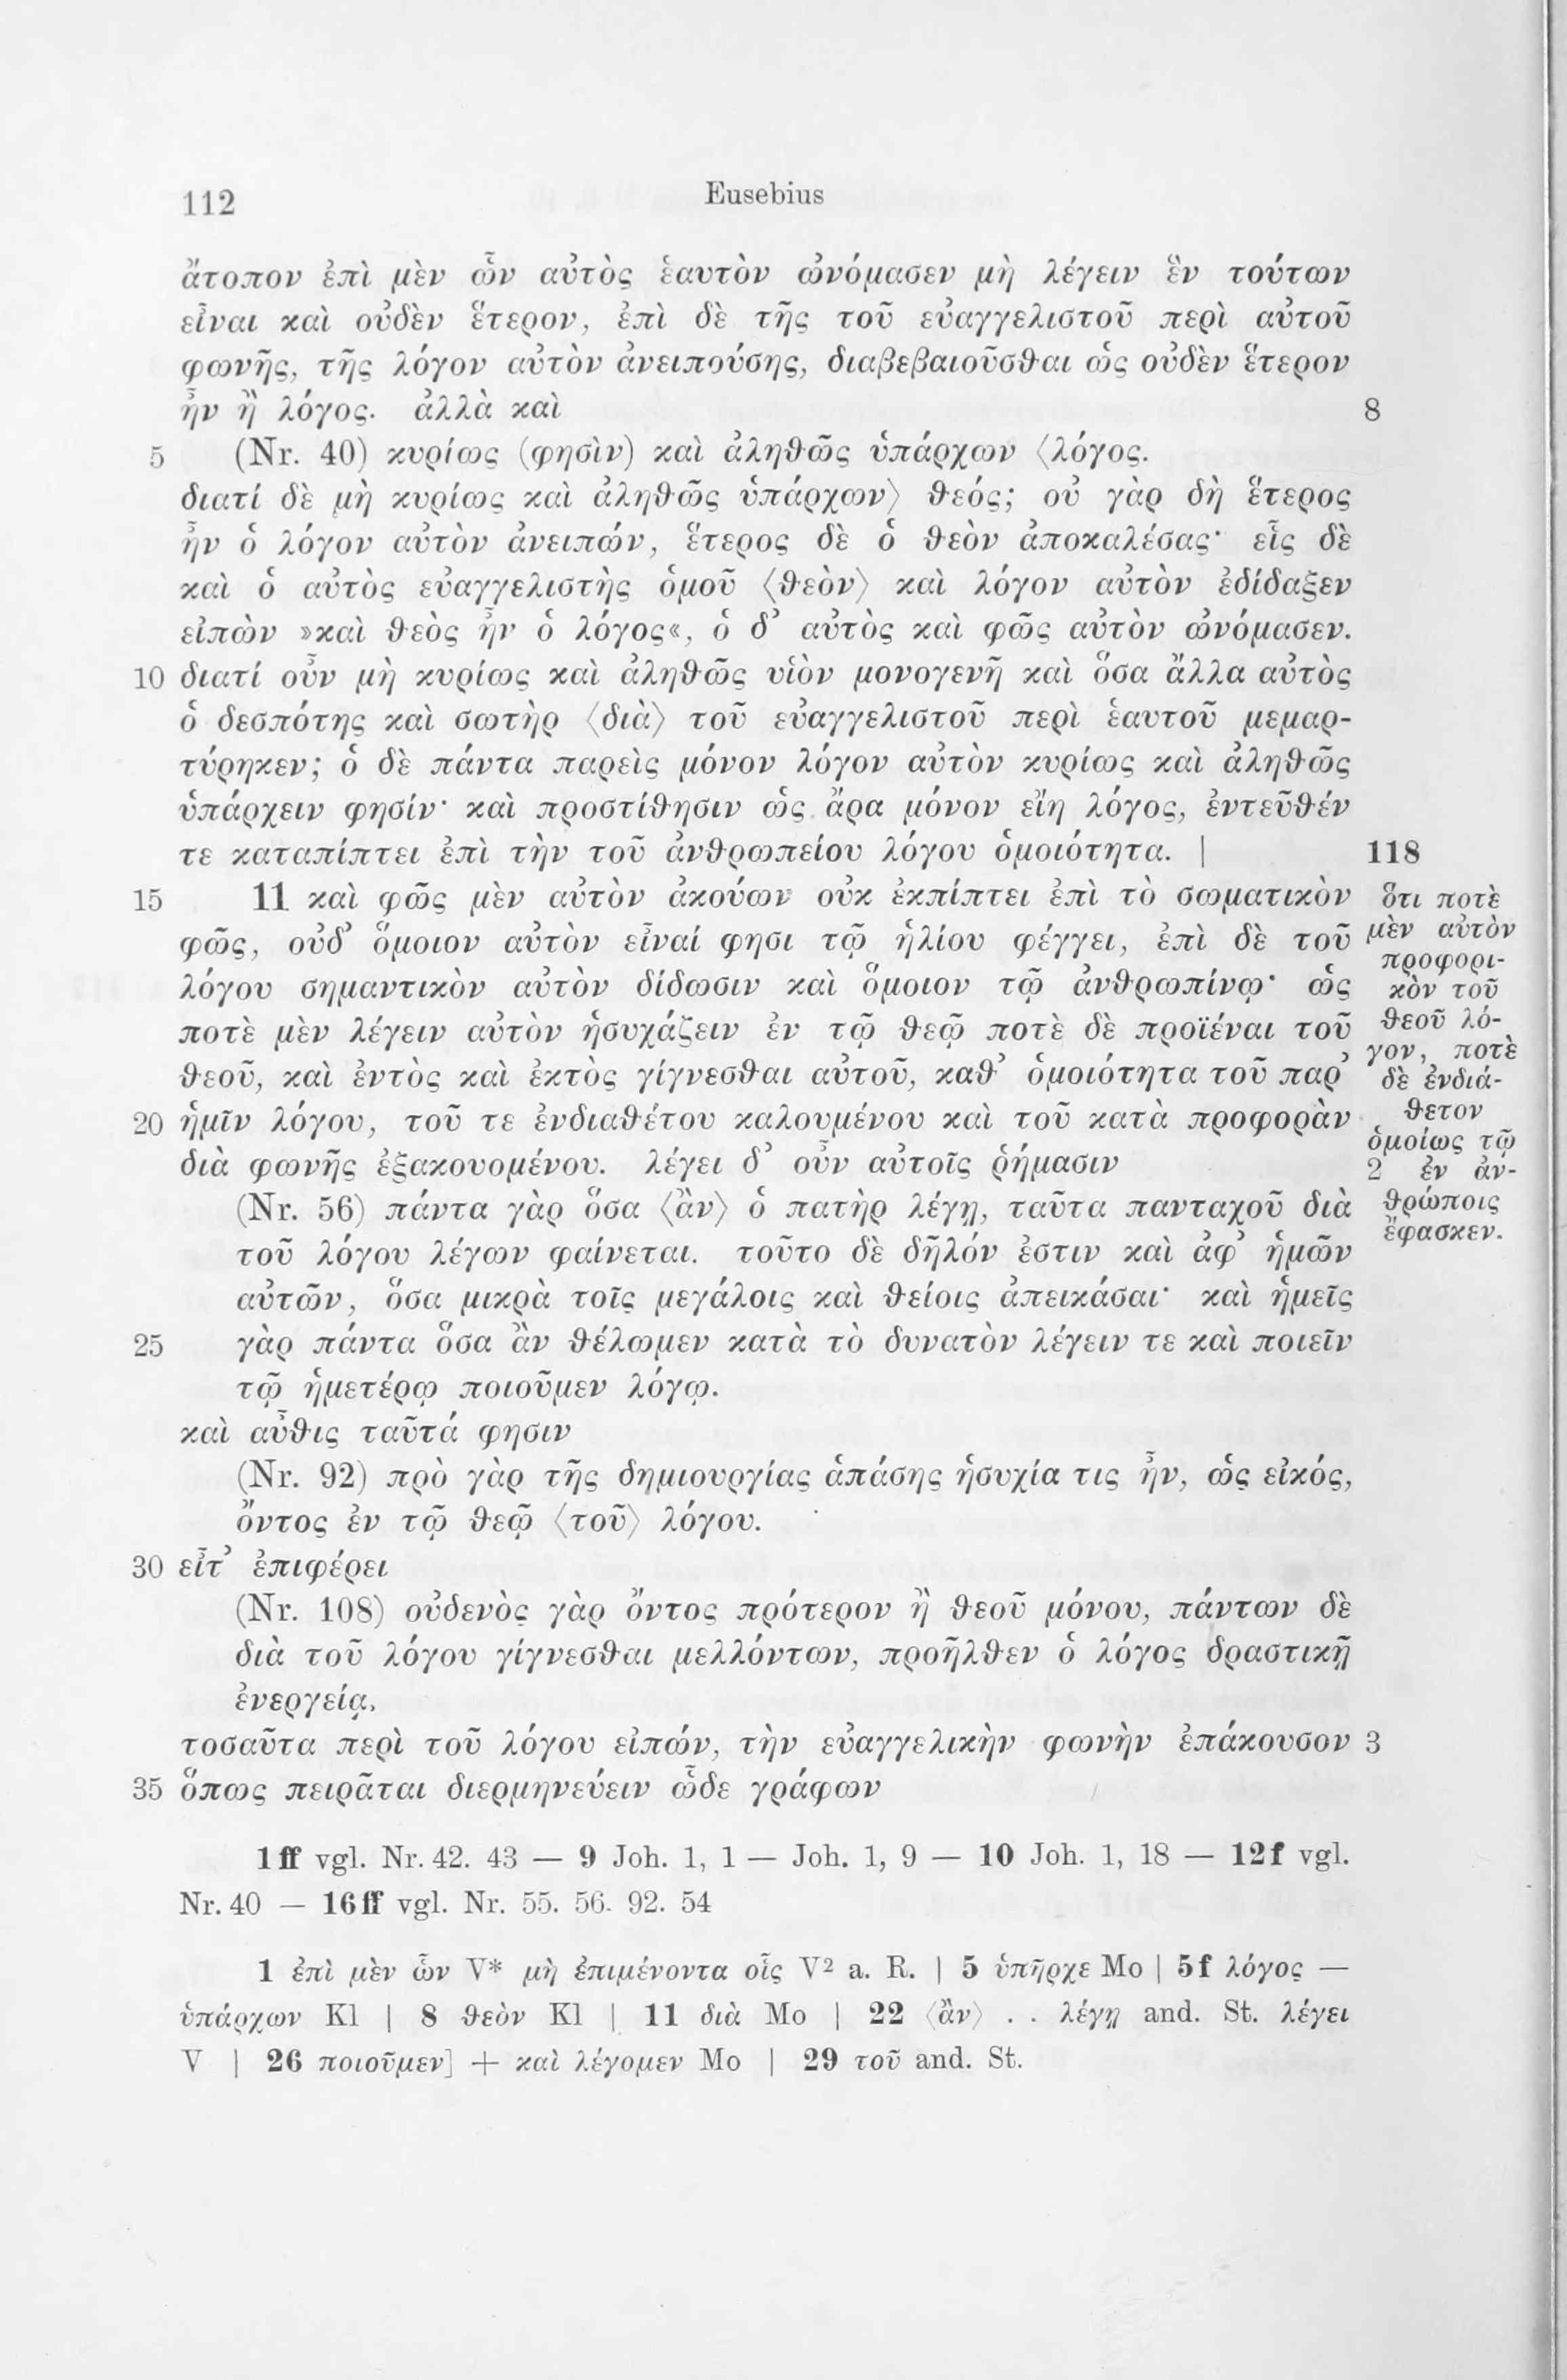 112
Eusebius
ἄτοπον ἐπὶ μὲν ὧν αὐτὸς ἑαυτὸν ὠνόμασεν μὴ λέγειν ἓν τούτων
εἶναι καὶ οὐδὲν ἕτερον, ἐπὶ δὲ τῆς τοῦ εὐαγγελιστοῦ περὶ αὐτοῦ
φωνῆς, τῆς λόγον αὐτὸν ἀνειπούσης, διαβεβαιοῦσθαι ὡς οὐδὲν ἕτερον
ἦν ἢ λόγος. ἀλλὰ καὶ 8
5 (Nr. 40) κυρίως (φησὶν) καὶ ἀληθῶς ὑπάρχων ⟨λόγος.
διατί δὲ μὴ κυρίως καὶ ἀληθῶς ὑπάρχων⟩ θεός; οὐ γὰρ δὴ ἕτερος
ἦν ὁ λόγον αὐτὸν ἀνειπών, ἕτερος δὲ ὁ θεὸν ἀποκαλέσας· εἷς δὲ
καὶ ὁ αὐτὸς εὐαγγελιστὴς ὁμοῦ ⟨θεὸν⟩ καὶ λόγον αὐτὸν ἐδίδαξεν
εἰπὼν »καὶ θεὸς ἦν ὁ λόγος«, ὁ δ’ αὐτὸς καὶ φῶς αὐτὸν ὠνόμασεν.
10 διατί οὖν μὴ κυρίως καὶ ἀληθῶς υἱὸν μονογενῆ καὶ ὅσα ἄλλα αὐτὸς
ὁ δεσπότης καὶ σωτὴρ ⟨διὰ⟩ τοῦ εὐαγγελιστοῦ περὶ ἑαυτοῦ μεμαρ-
τύρηκεν; ὁ δὲ πάντα παρεὶς μόνον λόγον αὐτὸν κυρίως καὶ ἀληθῶς
ὑπάρχειν φησίν· καὶ προστίθησιν ὡς ἄρα μόνον εἴη λόγος, ἐντεῦθέν
τε καταπίπτει ἐπὶ τὴν τοῦ ἀνθρωπείου λόγου ὁμοιότητα. | 118
15 11 καὶ φῶς μὲν αὐτὸν ἀκούων οὐκ ἐκπίπτει ἐπὶ τὸ σωματικὸν
φῶς, οὐδ’ ὅμοιον αὐτὸν εἶναί φησι τῷ ἡλίου φέγγει, ἐπὶ δὲ τοῦ
λόγου σημαντικὸν αὐτὸν δίδωσιν καὶ ὅμοιον τῷ ἀνθρωπίνῳ· ὡς
ποτὲ μὲν λέγειν αὐτὸν ἡσυχάζειν ἐν τῷ θεῷ ποτὲ δὲ προϊέναι τοῦ
θεοῦ, καὶ ἐντὸς καὶ ἐκτὸς γίγνεσθαι αὐτοῦ, καθ’ ὁμοιότητα τοῦ παρ’
20 ἡμῖν λόγου, τοῦ τε ἐνδιαθέτου καλουμένου καὶ τοῦ κατὰ προφορὰν
διὰ φωνῆς ἐξακουομένου. λέγει δ’ οὖν αὐτοῖς ῥήμασιν 2
(Nr. 56) πάντα γὰρ ὅσα ⟨ἂν⟩ ὁ πατὴρ λέγῃ, ταῦτα πανταχοῦ διὰ
τοῦ λόγου λέγων φαίνεται. τοῦτο δὲ δῆλόν ἐστιν καὶ ἀφ’ ἡμῶν
αὐτῶν, ὅσα μικρὰ τοῖς μεγάλοις καὶ θείοις ἀπεικάσαι· καὶ ἡμεῖς
25 γὰρ πάντα ὅσα ἂν θέλωμεν κατὰ τὸ δυνατὸν λέγειν τε καὶ ποιεῖν
τῷ ἡμετέρῳ ποιοῦμεν λόγῳ.
καὶ αὖθις ταῦτά φησιν
(Nr. 92) πρὸ γὰρ τῆς δημιουργίας ἁπάσης ἡσυχία τις ἦν, ὡς εἰκός,
ὄντος ἐν τῷ θεῷ ⟨τοῦ⟩ λόγου.
30 εἶτ’ ἐπιφέρει
(Nr. 108) οὐδενὸς γὰρ ὄντος πρότερον ἢ θεοῦ μόνου, πάντων δὲ
διὰ τοῦ λόγου γίγνεσθαι μελλόντων, προῆλθεν ὁ λόγος δραστικῇ
ἐνεργείᾳ.
τοσαῦτα περὶ τοῦ λόγου εἰπών, τὴν εὐαγγελικὴν φωνὴν ἐπάκουσον 3
35 ὅπως πειρᾶται διερμηνεύειν ὧδε γράφων
ὅτι ποτὲ
μὲν αὐτὸν
προφορι-
κὸν τοῦ
θεοῦ λό-
γον, ποτὲ
δὲ ἐνδιά-
θετον
ὁμοίως τῷ
ἐν ἀν-
θρώποις
ἔφασκεν.
1 ff vgl. Nr. 42. 43 — 9 Joh. 1, 1 — Joh. 1, 9 — 10 Joh. 1, 18 — 12 f vgl.
Nr. 40 — 16 ff vgl. Nr. 55. 56. 92. 54
1 ἐπὶ μὲν ὧν V* μὴ ἐπιμένοντα οἷς V² a. R. | 5 ὑπῆρχε Mo | 5 f λόγος —
ὑπάρχων Kl | 8 θεὸν Kl | 11 διὰ Mo | 22 ⟨ἂν⟩ . . λέγῃ and. St. λέγει
V | 26 ποιοῦμεν] + καὶ λέγομεν Mo | 29 τοῦ and. St.